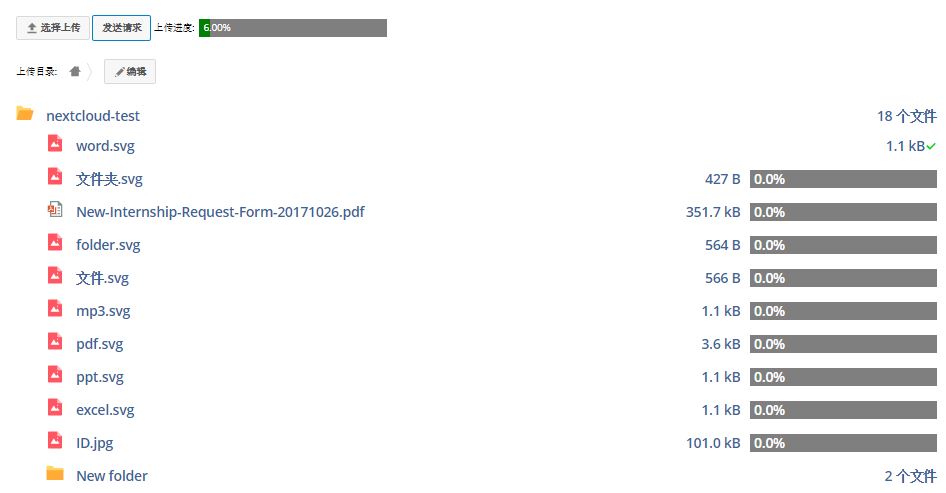 选择上传 发送请求 上传进度: 6.00%
上传目录: 编辑
nextcloud-test 18 个文件
word.svg 1.1 kB
文件夹.svg 427 B 0.0%
New-Internship-Request-Form-20171026.pdf 351.7 kB 0.0%
folder.svg 564 B 0.0%
文件.svg 566 B 0.0%
mp3.svg 1.1 kB 0.0%
pdf.svg 3.6 kB 0.0%
ppt.svg 1.1 kB 0.0%
excel.svg 1.1 kB 0.0%
ID.jpg 101.0 kB 0.0%
New folder 2 个文件